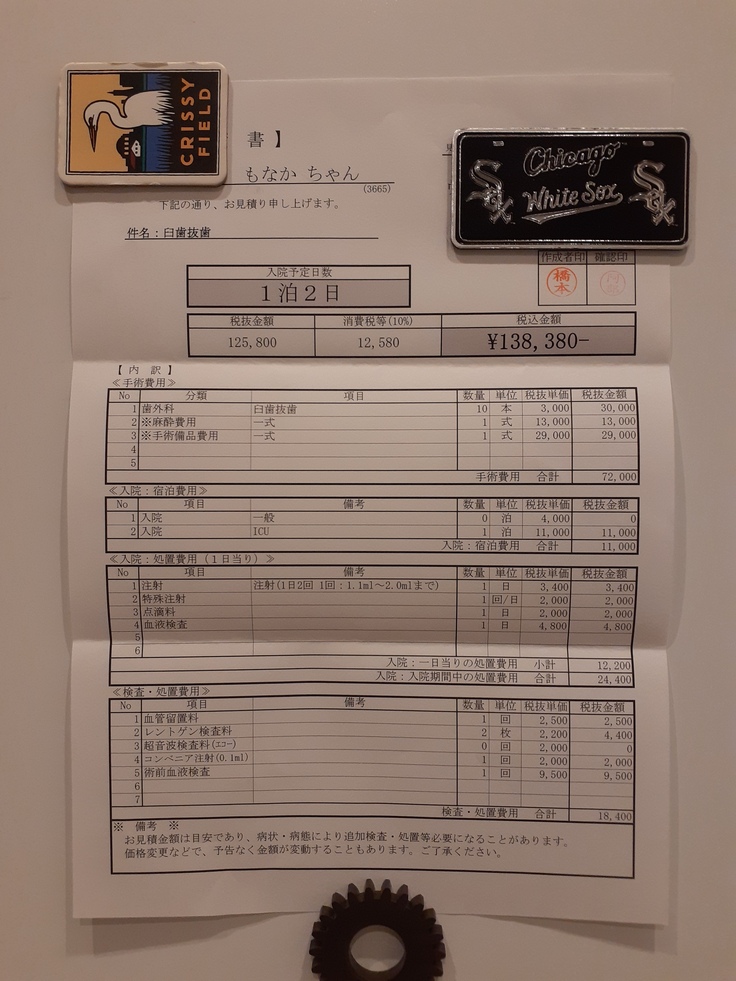 CRISSY
FIELD
書】
Chicago
White Sox
Sox
Sox
もなか ちゃん
(3665)
下記の通り、お見積り申し上げます。
件名：臼歯抜歯
作成者印 確認印
橋本
入院予定日数
1泊2日
税抜金額 消費税等(10%) 税込金額
125,800 12,580 ¥138,380-
【 内 訳 】
≪手術費用≫
No 分類 項目 数量 単位 税抜単価 税抜金額
1 歯外科 臼歯抜歯 10 本 3,000 30,000
2 ※麻酔費用 一式 1 式 13,000 13,000
3 ※手術備品費用 一式 1 式 29,000 29,000
4
5
手術費用 合計 72,000
≪入院：宿泊費用≫
No 項目 備考 数量 単位 税抜単価 税抜金額
1 入院 一般 0 泊 4,000 0
2 入院 ICU 1 泊 11,000 11,000
入院：宿泊費用 合計 11,000
≪入院：処置費用（1日当り）≫
No 項目 備考 数量 単位 税抜単価 税抜金額
1 注射 注射(1日2回 1回：1.1ml～2.0mlまで) 1 日 3,400 3,400
2 特殊注射 1 回/日 2,000 2,000
3 点滴料 1 日 2,000 2,000
4 血液検査 1 日 4,800 4,800
5
6
入院：一日当りの処置費用 小計 12,200
入院：入院期間中の処置費用 合計 24,400
≪検査・処置費用≫
No 項目 備考 数量 単位 税抜単価 税抜金額
1 血管留置料 1 回 2,500 2,500
2 レントゲン検査料 2 枚 2,200 4,400
3 超音波検査料(エコー) 0 回 2,000 0
4 コンベニア注射(0.1ml) 1 回 2,000 2,000
5 術前血液検査 1 回 9,500 9,500
6
7
検査・処置費用 合計 18,400
※ 備考 ※
お見積金額は目安であり、病状・病態により追加検査・処置等必要になることがあります。
価格変更などで、予告なく金額が変動することもあります。ご了承ください。